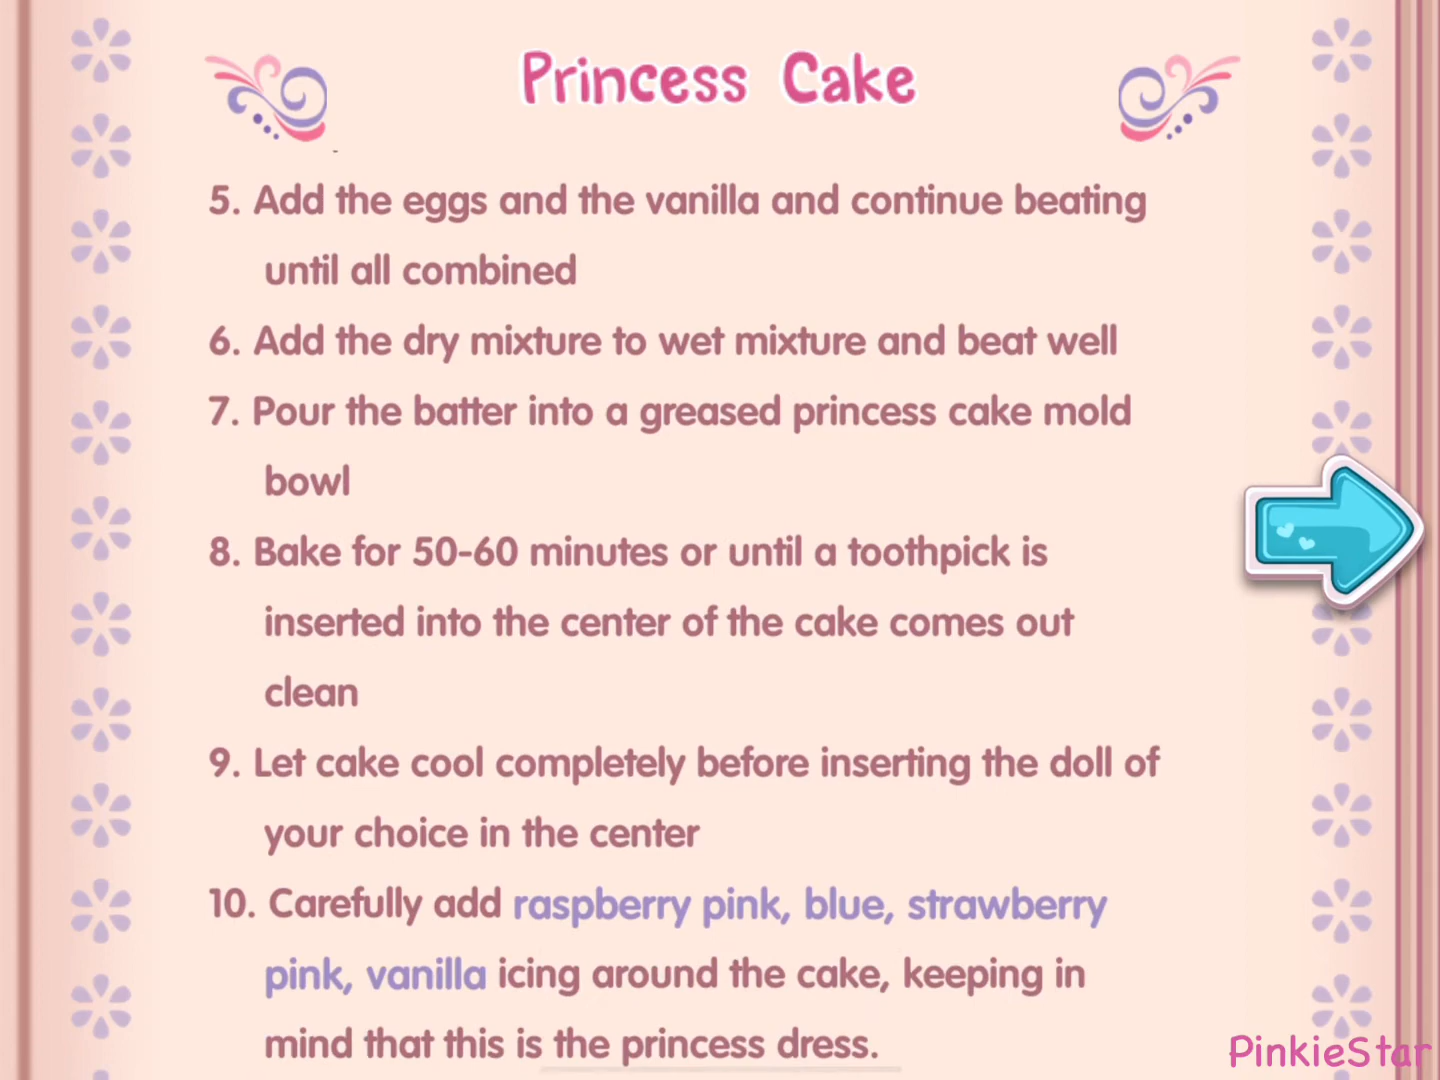 Princess Cake
5. Add the eggs and the vanilla and continue beating
until all combined
6. Add the dry mixture to wet mixture and beat well
7. Pour the batter into a greased princess cake mold
bowl
8. Bake for 50-60 minutes or until a toothpick is
inserted into the center of the cake comes out
clean
9. Let cake cool completely before inserting the doll of
your choice in the center
10. Carefully add raspberry pink, blue, strawberry
pink, vanilla icing around the cake, keeping in
mind that this is the princess dress.
PinkieStar